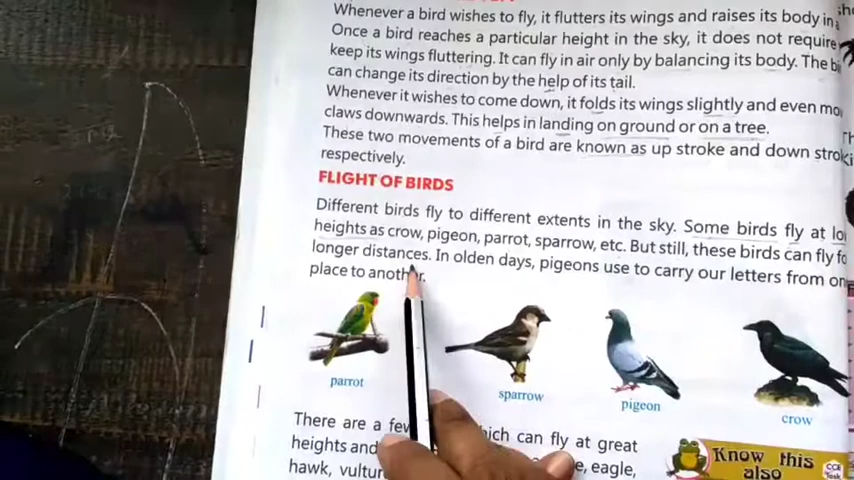 Whenever a bird wishes to fly, it flutters its wings and raises its body in
Once a bird reaches a particular height in the sky, it does not require
keep its wings fluttering. It can fly in air only by balancing its body. The
can change its direction by the help of its tail.
Whenever it wishes to come down, it folds its wings slightly and even
claws downwards. This helps in landing on ground or on a tree.
These two movements of a bird are known as up stroke and down
respectively.
FLIGHT OF BIRDS
Different birds fly to different extents in the sky. Some birds fly at
heights as crow, pigeon, parrot, sparrow, etc. But still, these birds can fly
longer distances. In olden days, pigeons use to carry our letters from
place to another.
parrot
sparrow
pigeon
crow
There are a few which can fly at great
heights and eagle,
hawk, vulture
Know this
also